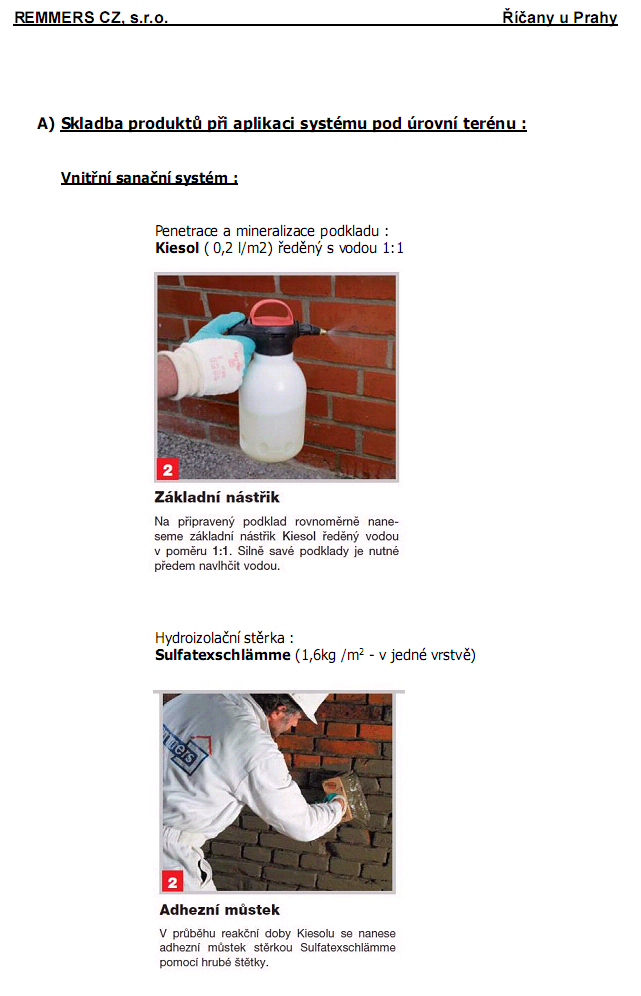 REMMERS CZ, s.r.o. Říčany u Prahy
A) Skladba produktů při aplikaci systému pod úrovní terénu :
Vnitřní sanační systém :
Penetrace a mineralizace podkladu :
Kiesol ( 0,2 l/m2) ředěný s vodou 1:1
2
Základní nástřik
Na připravený podklad rovnoměrně nane-
seme základní nástřik Kiesol ředěný vodou
v poměru 1:1. Silně savé podklady je nutné
předem navlhčit vodou.
Hydroizolační stěrka :
Sulfatexschlämme (1,6kg /m² - v jedné vrstvě)
mmers
2
Adhezní můstek
V průběhu reakční doby Kiesolu se nanese
adhezní můstek stěrkou Sulfatexschlämme
pomocí hrubé štětky.